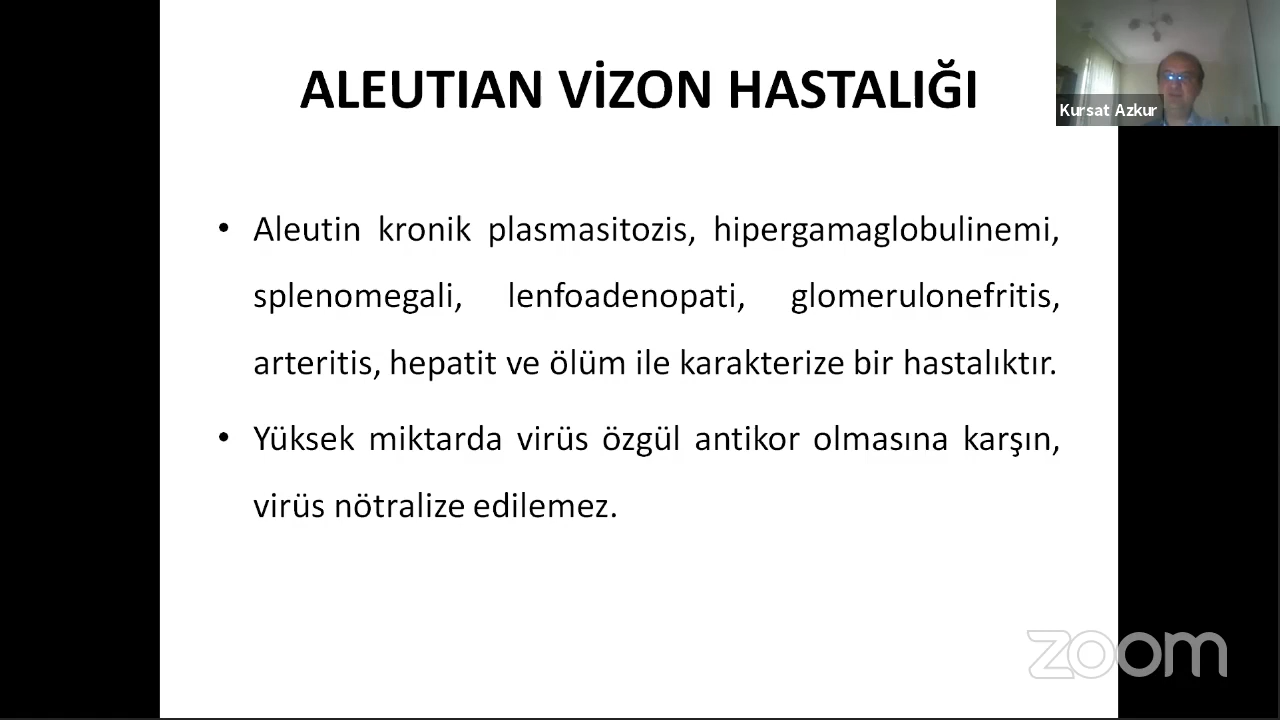 ALEUTIAN VİZON HASTALIĞI
Kursat Azkur
• Aleutin kronik plasmasitozis, hipergamaglobulinemi,
splenomegali, lenfoadenopati, glomerulonefritis,
arteritis, hepatit ve ölüm ile karakterize bir hastalıktır.
• Yüksek miktarda virüs özgül antikor olmasına karşın,
virüs nötralize edilemez.
zoom